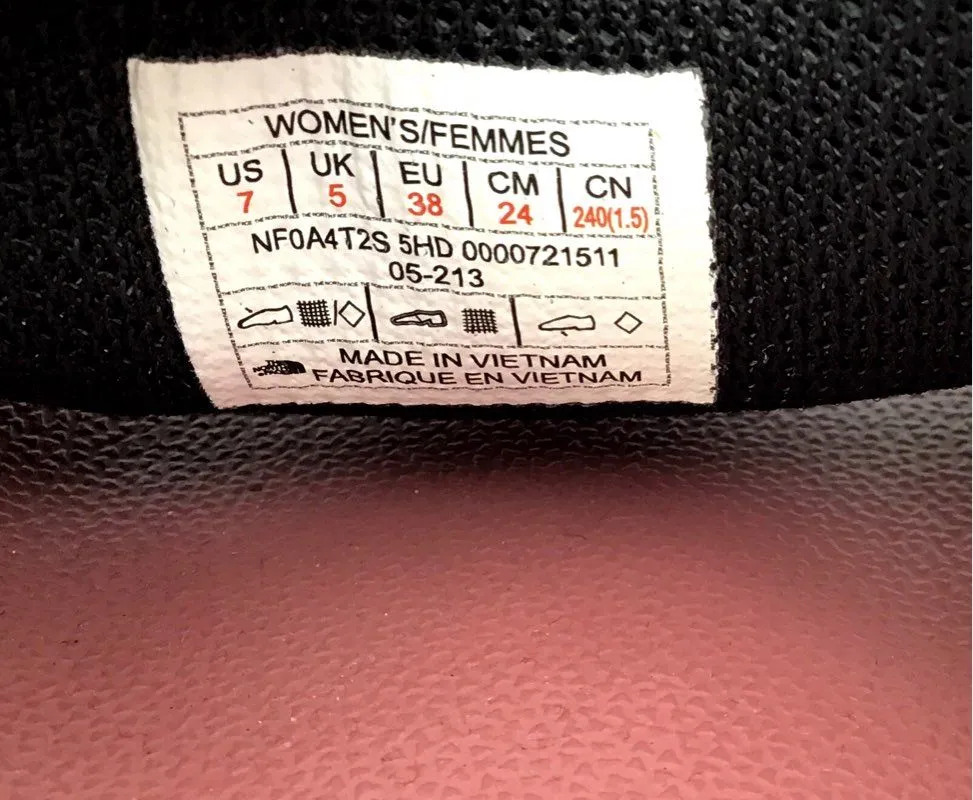 WOMEN'S/FEMMES
US UK EU CM CN
7 5 38 24 240(1.5)
NF0A4T2S 5HD 0000721511
05-213
MADE IN VIETNAM
FABRIQUE EN VIETNAM